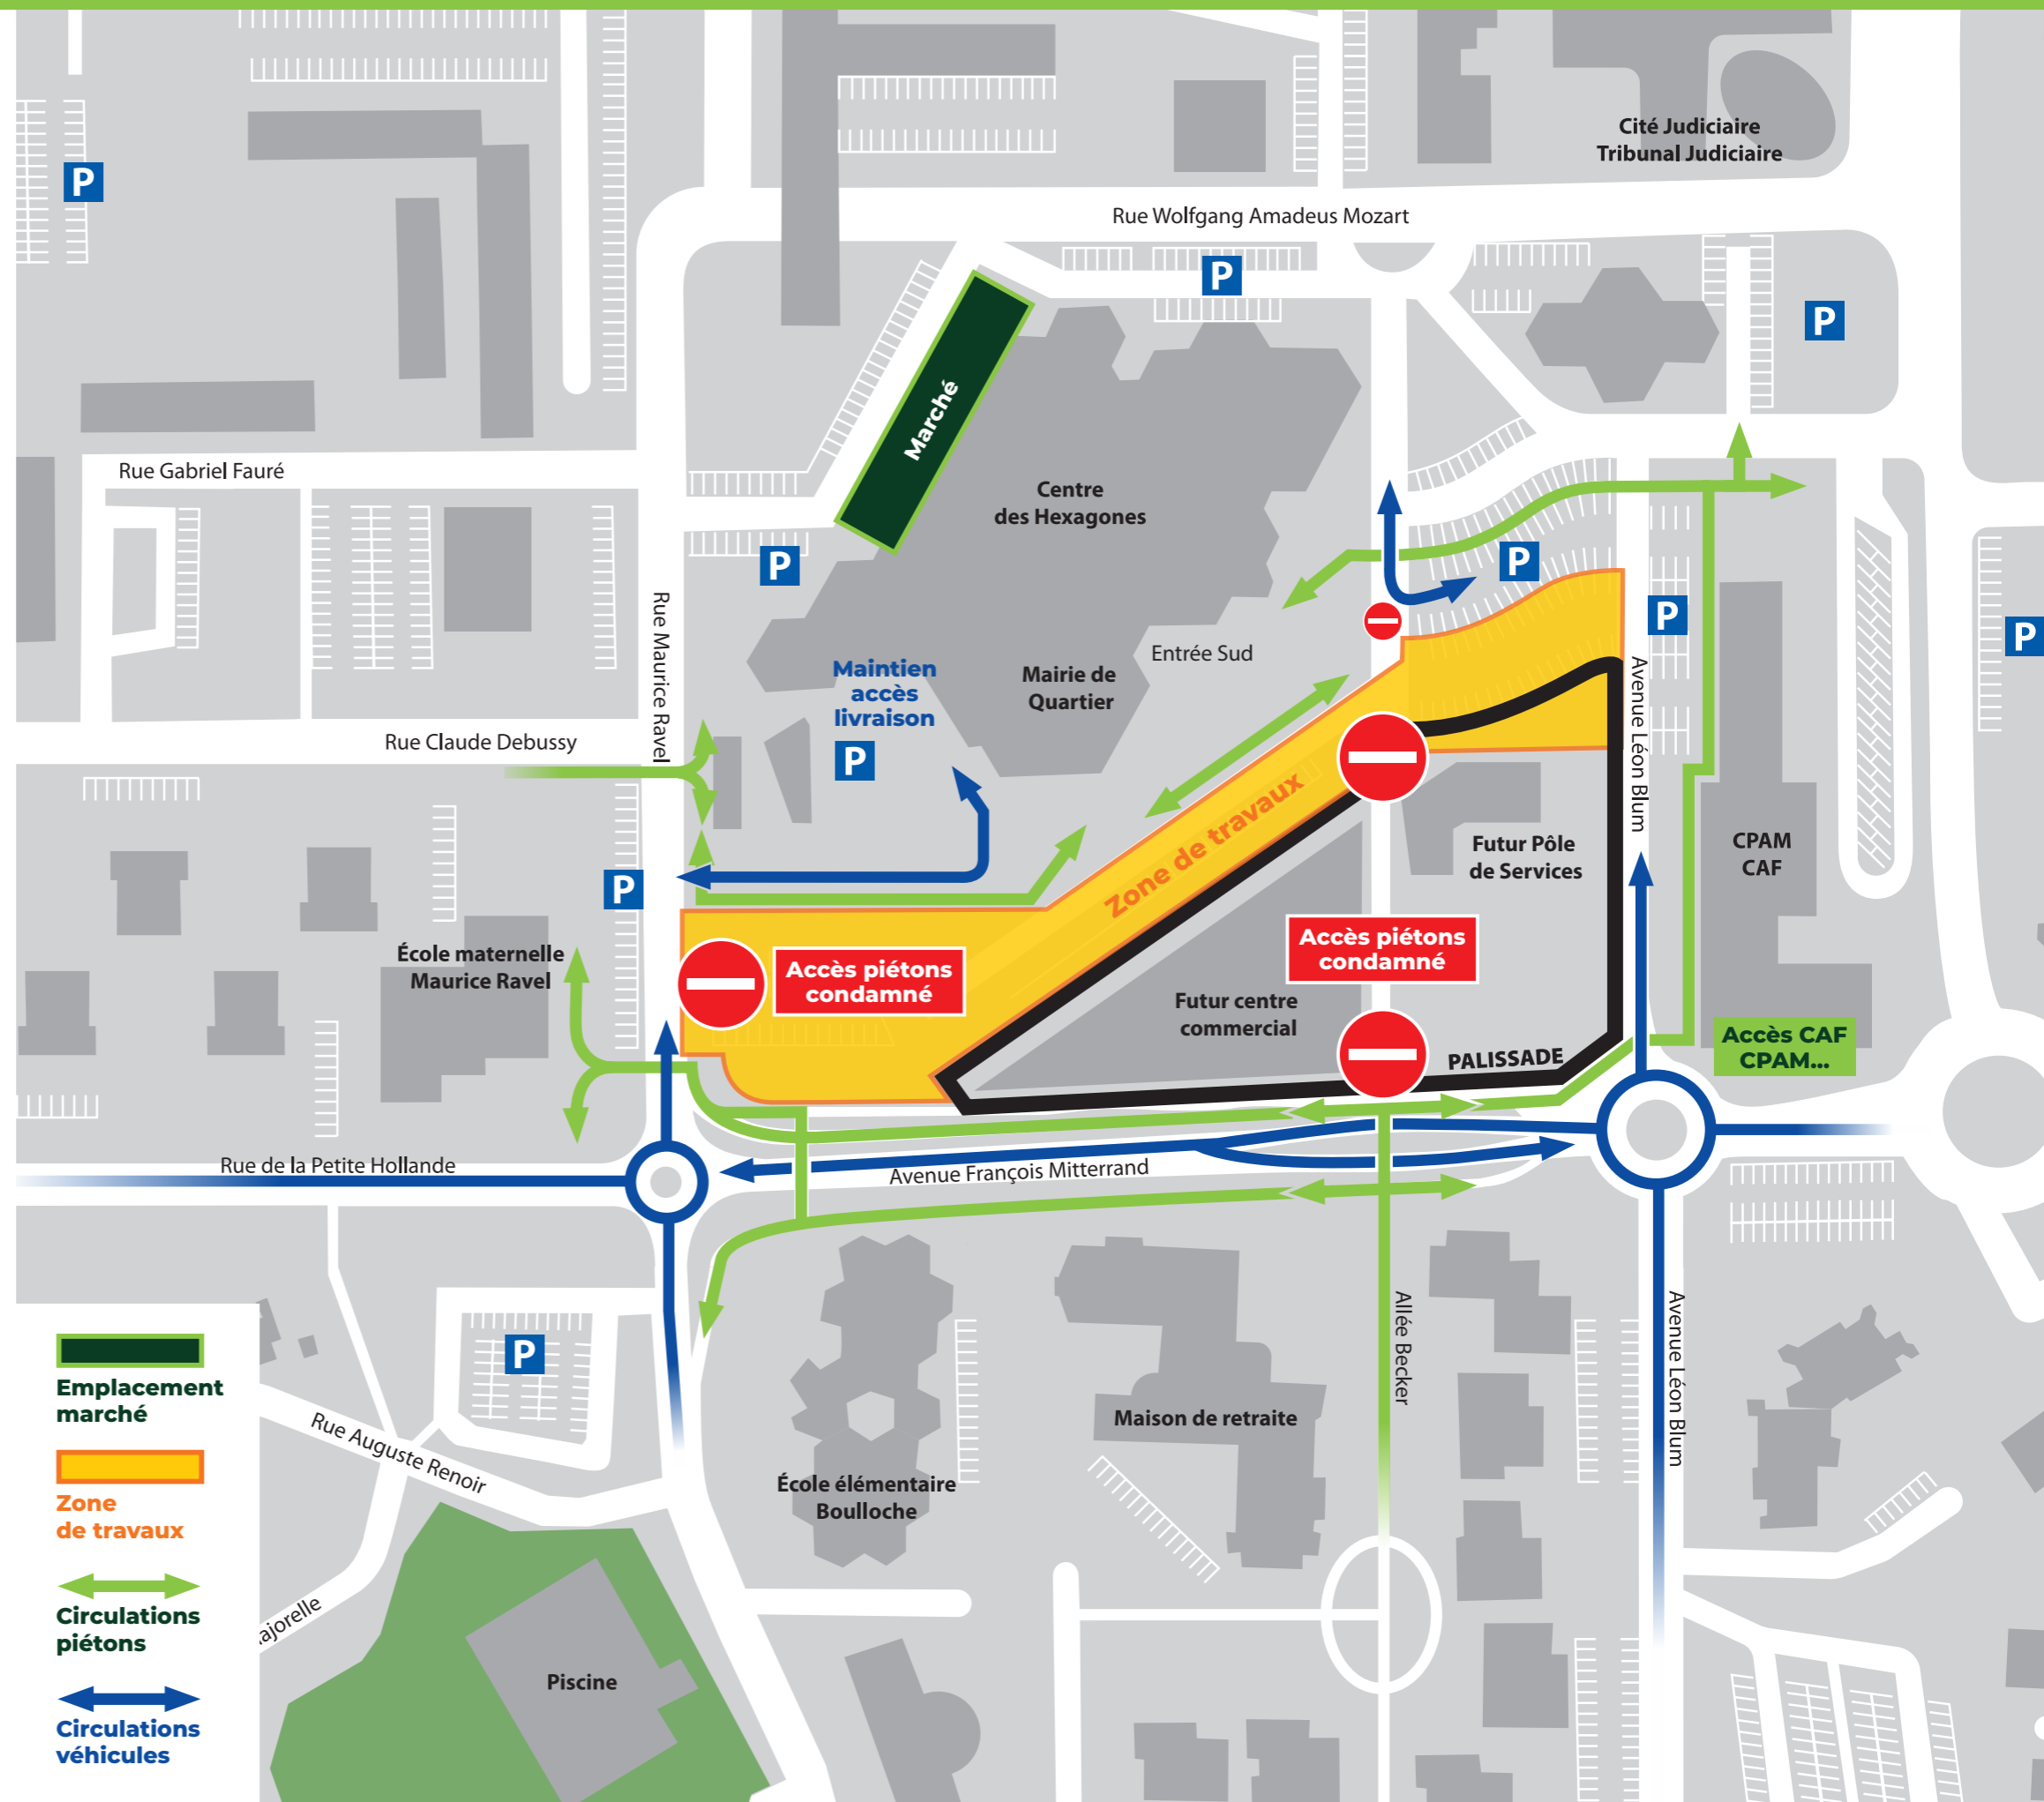 Cité Judiciaire
Tribunal Judiciaire
P
Rue Wolfgang Amadeus Mozart
P
P
Marché
Rue Gabriel Fauré
Centre
des Hexagones
P
P
Rue Maurice Ravel
P
P
Entrée Sud
Maintien
accès
livraison
P
Mairie de
Quartier
Avenue Léon Blum
Rue Claude Debussy
Zone de travaux
Futur Pôle
de Services
CPAM
CAF
P
École maternelle
Maurice Ravel
Accès piétons
condamné
Accès piétons
condamné
Futur centre
commercial
PALISSADE
Accès CAF
CPAM...
Rue de la Petite Hollande
Avenue François Mitterrand
Allée Becker
Avenue Léon Blum
P
Emplacement
marché
Rue Auguste Renoir
Maison de retraite
École élémentaire
Boulloche
Zone
de travaux
Circulations
piétons
ajorelle
Piscine
Circulations
véhicules